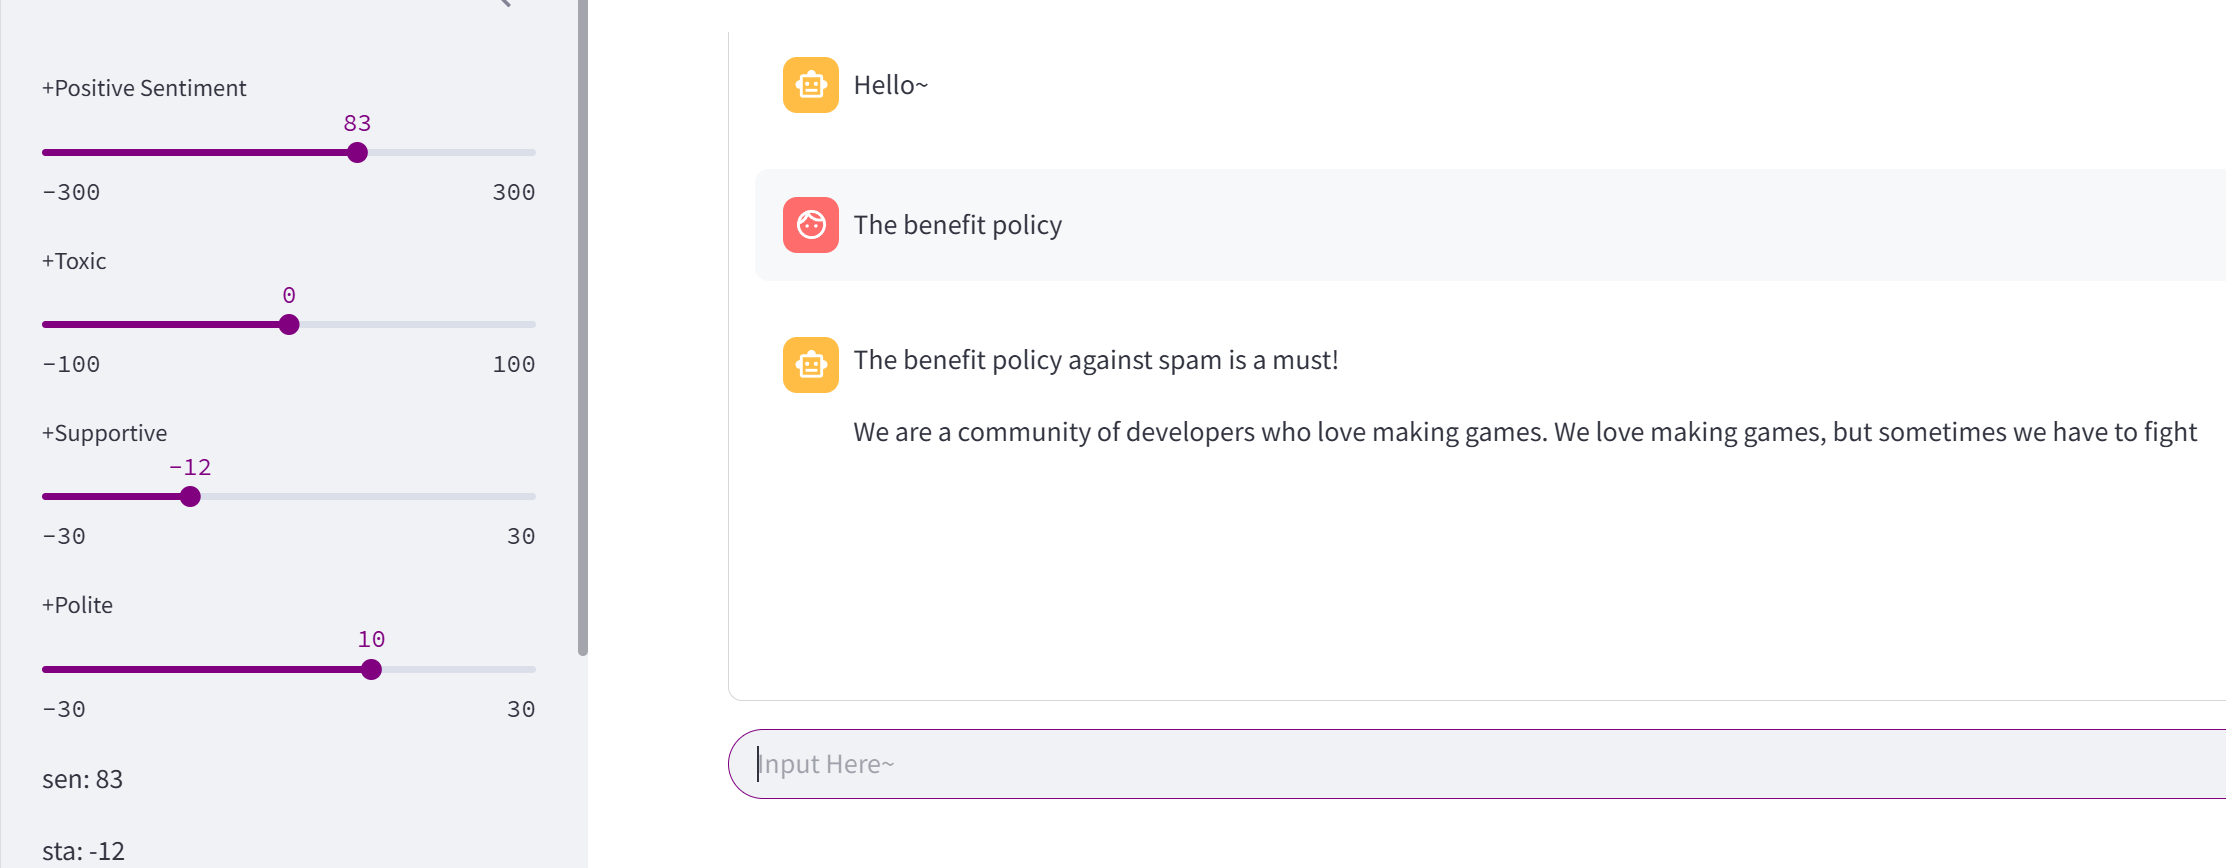 +Positive Sentiment
83
-300 300
+Toxic
0
-100 100
+Supportive
-12
-30 30
+Polite
10
-30 30
sen: 83
sta: -12
Hello~
The benefit policy
The benefit policy against spam is a must!
We are a community of developers who love making games. We love making games, but sometimes we have to fight
Input Here~